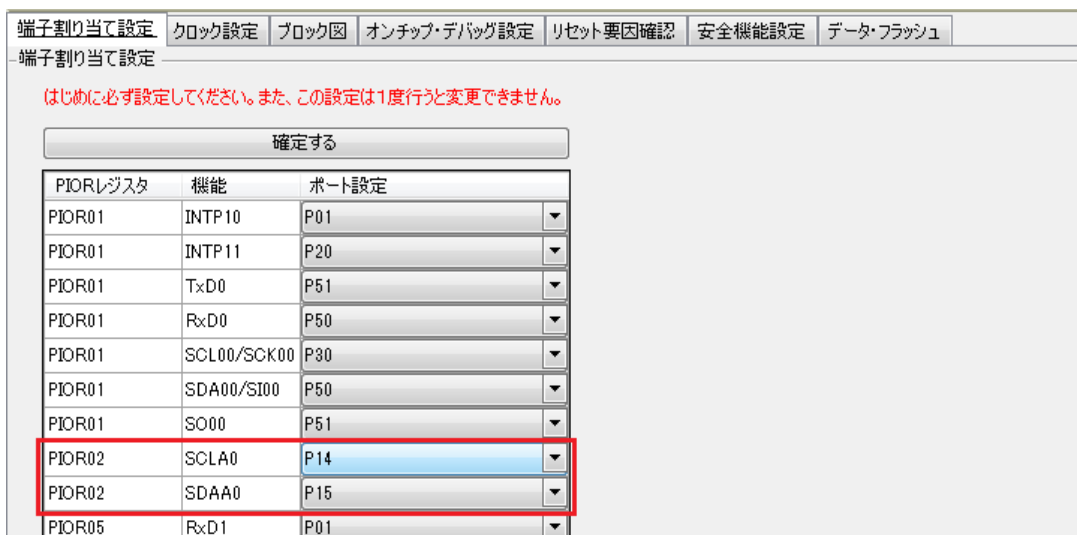 端子割り当て設定 クロック設定 ブロック図 オンチップ・デバッグ設定 リセット要因確認 安全機能設定 データ・フラッシュ
端子割り当て設定
はじめに必ず設定してください。また、この設定は1度行うと変更できません。
確定する
PIORレジスタ 機能 ポート設定
PIOR01 INTP10 P01
PIOR01 INTP11 P20
PIOR01 TxD0 P51
PIOR01 RxD0 P50
PIOR01 SCL00/SCK00 P30
PIOR01 SDA00/SI00 P50
PIOR01 SO00 P51
PIOR02 SCLA0 P14
PIOR02 SDAA0 P15
PIOR05 RxD1 P01